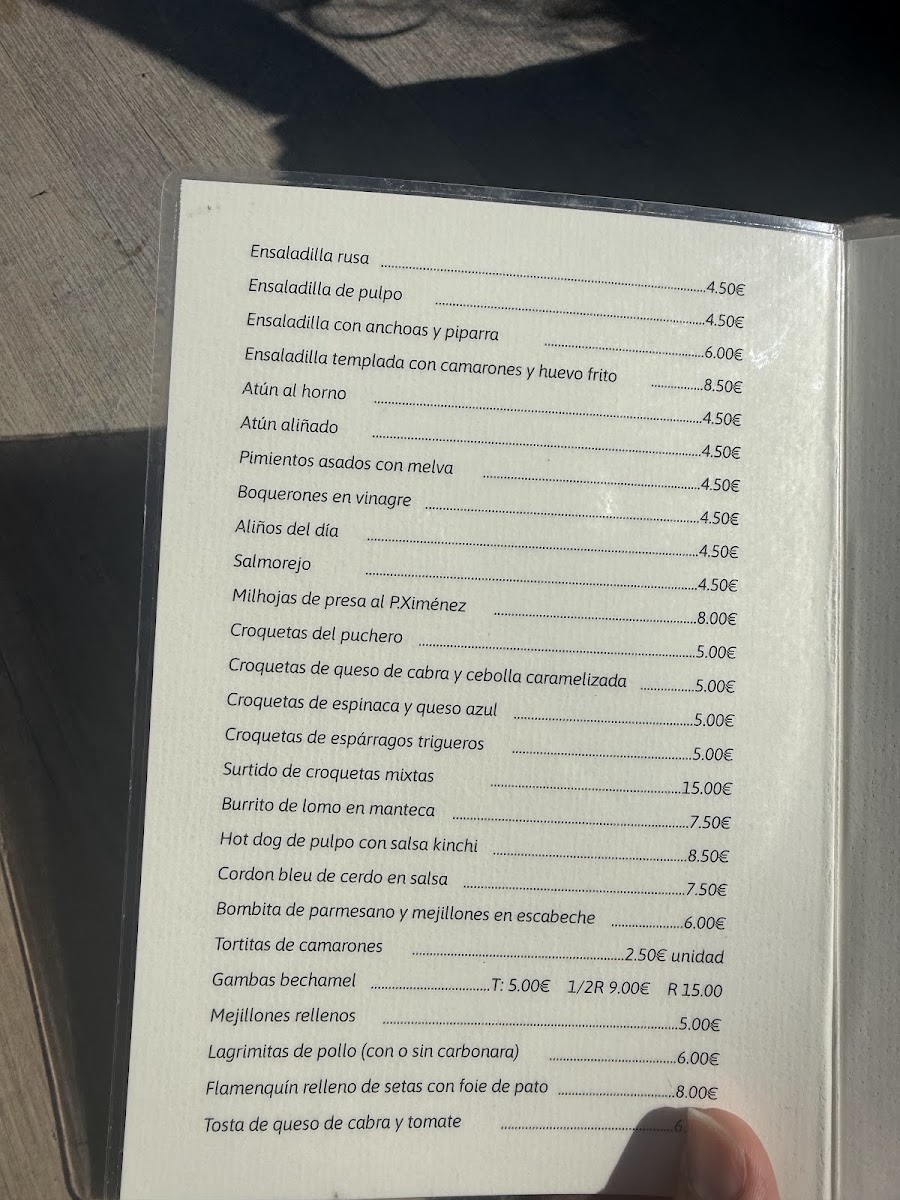 Ensaladilla rusa ........4.50€
Ensaladilla de pulpo ........4.50€
Ensaladilla con anchoas y piparra ........6.00€
Ensaladilla templada con camarones y huevo frito ........8.50€
Atún al horno ........4.50€
Atún aliñado ........4.50€
Pimientos asados con melva ........4.50€
Boquerones en vinagre ........4.50€
Aliños del día ........4.50€
Salmorejo ........4.50€
Milhojas de presa al P.Ximénez ........8.00€
Croquetas del puchero ........5.00€
Croquetas de queso de cabra y cebolla caramelizada ........5.00€
Croquetas de espinaca y queso azul ........5.00€
Croquetas de espárragos trigueros ........5.00€
Surtido de croquetas mixtas ........15.00€
Burrito de lomo en manteca ........7.50€
Hot dog de pulpo con salsa kinchi ........8.50€
Cordon bleu de cerdo en salsa ........7.50€
Bombita de parmesano y mejillones en escabeche ........6.00€
Tortitas de camarones ........2.50€ unidad
Gambas bechamel ........T: 5.00€ 1/2R 9.00€ R 15.00
Mejillones rellenos ........5.00€
Lagrimitas de pollo (con o sin carbonara) ........6.00€
Flamenquín relleno de setas con foie de pato ........8.00€
Tosta de queso de cabra y tomate ........6.